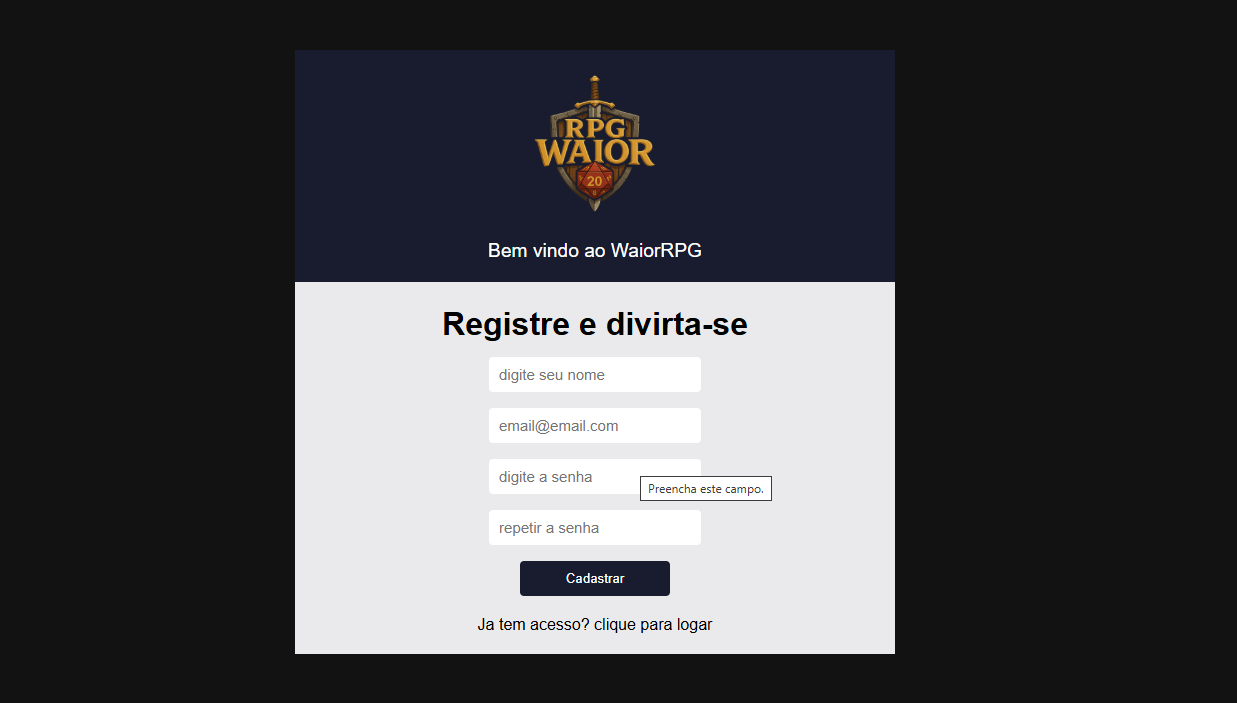 RPG
WAIOR
20
Bem vindo ao WaiorRPG
Registre e divirta-se
digite seu nome
email@email.com
digite a senha
Preencha este campo.
repetir a senha
Cadastrar
Ja tem acesso? clique para logar